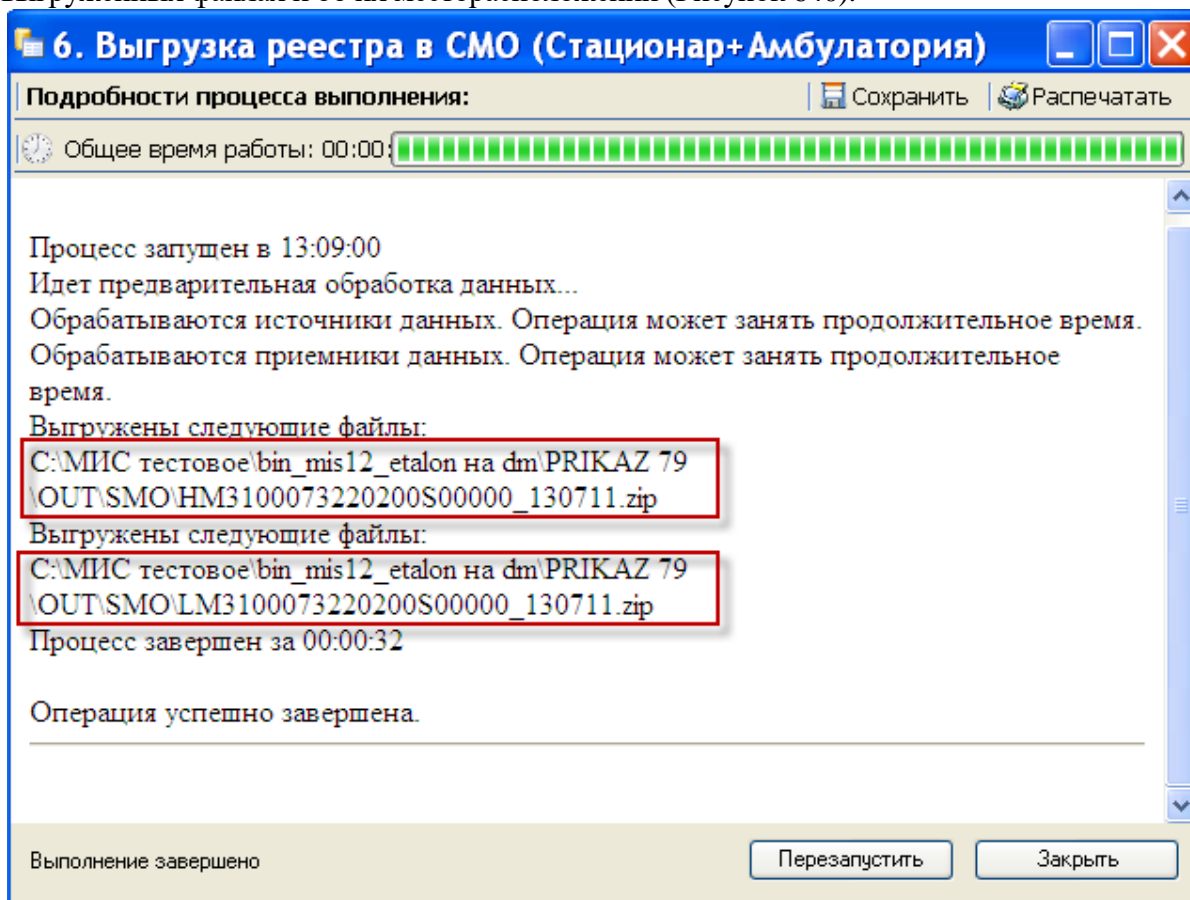 6. Выгрузка реестра в СМО (Стационар+Амбулатория)
Подробности процесса выполнения:
Сохранить
Распечатать
Общее время работы: 00:00:
Процесс запущен в 13:09:00
Идет предварительная обработка данных...
Обрабатываются источники данных. Операция может занять продолжительное время.
Обрабатываются приемники данных. Операция может занять продолжительное
время.
Выгружены следующие файлы:
C:\МИС тестовое\bin_mis12_etalon на dm\PRIKAZ 79
\OUT\SMO\HM3100073220200S00000_130711.zip
Выгружены следующие файлы:
C:\МИС тестовое\bin_mis12_etalon на dm\PRIKAZ 79
\OUT\SMO\LM3100073220200S00000_130711.zip
Процесс завершен за 00:00:32
Операция успешно завершена.
Выполнение завершено
Перезапустить
Закрыть